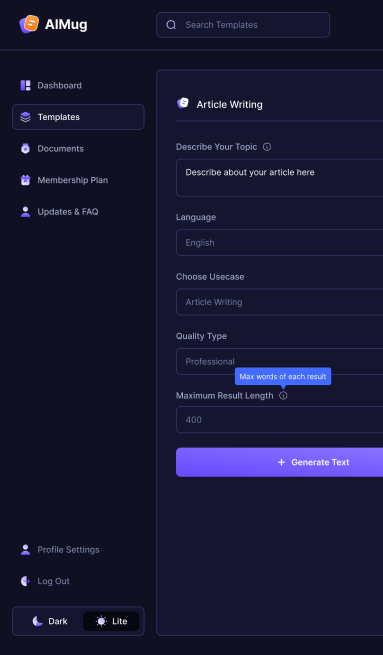 AIMug
Search Templates
Dashboard
Templates
Documents
Membership Plan
Updates & FAQ
Article Writing
Describe Your Topic
Describe about your article here
Language
English
Choose Usecase
Article Writing
Quality Type
Professional
Max words of each result
Maximum Result Length
400
+ Generate Text
Profile Settings
Log Out
Dark
Lite